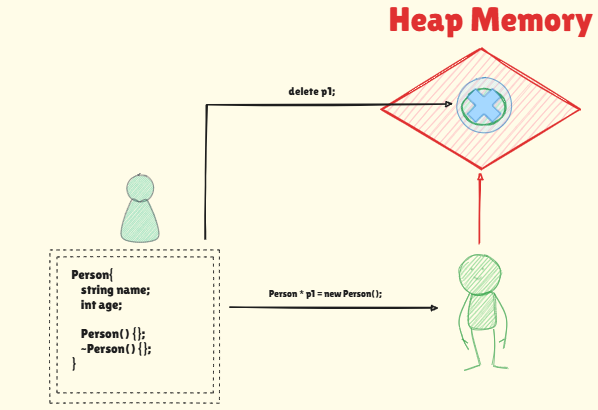 Heap Memory
delete p1;
Person{
string name;
int age;
Person() {};
~Person() {};
}
Person * p1 = new Person();